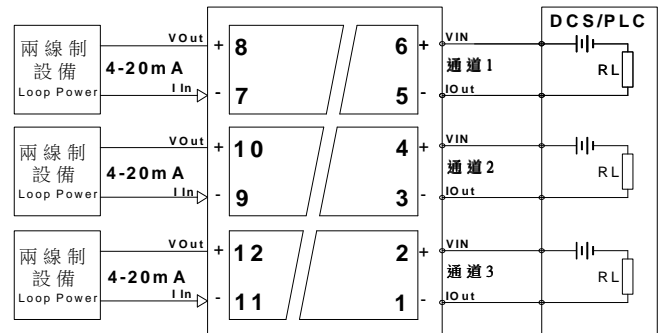 DCS/PLC
兩線制
設備
Loop Power
4-20mA
VOut
I In
+ 8
- 7
6 +
5 -
VIN
通道1
IOut
RL
兩線制
設備
Loop Power
4-20mA
VOut
I In
+ 10
- 9
4 +
3 -
VIN
通道2
IOut
RL
兩線制
設備
Loop Power
4-20mA
VOut
I In
+ 12
- 11
2 +
1 -
VIN
通道3
IOut
RL